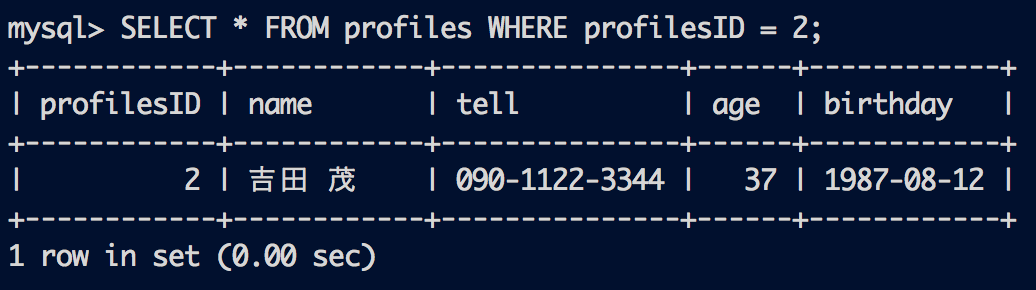 mysql> SELECT * FROM profiles WHERE profilesID = 2;
+------------+------------+---------------+------+------------+
| profilesID | name       | tell          | age  | birthday   |
+------------+------------+---------------+------+------------+
|          2 | 吉田 茂    | 090-1122-3344 |   37 | 1987-08-12 |
+------------+------------+---------------+------+------------+
1 row in set (0.00 sec)